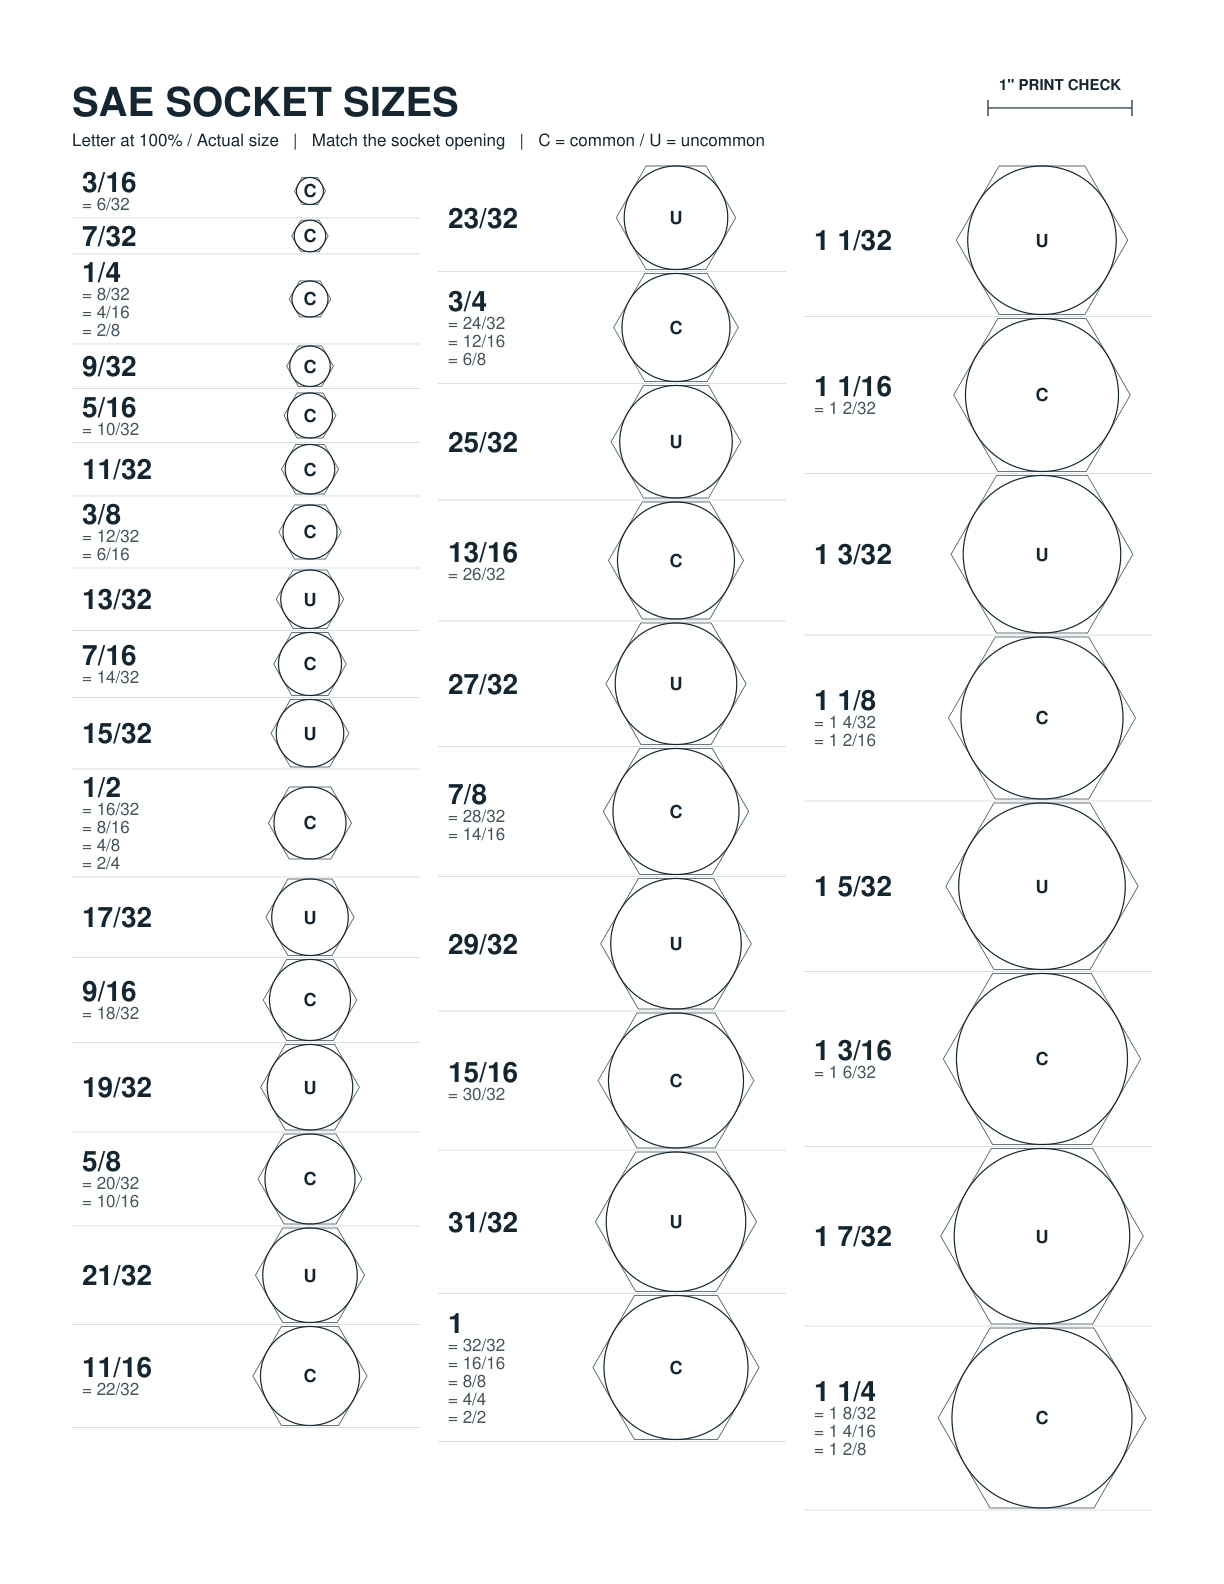 SAE SOCKET SIZES
1" PRINT CHECK
Letter at 100% / Actual size | Match the socket opening | C = common / U = uncommon
3/16
= 6/32
C
7/32
C
1/4
= 8/32
= 4/16
= 2/8
C
9/32
C
5/16
= 10/32
C
11/32
C
3/8
= 12/32
= 6/16
C
13/32
U
7/16
= 14/32
C
15/32
U
1/2
= 16/32
= 8/16
= 4/8
= 2/4
C
17/32
U
9/16
= 18/32
C
19/32
U
5/8
= 20/32
= 10/16
C
21/32
U
11/16
= 22/32
C
23/32
U
3/4
= 24/32
= 12/16
= 6/8
C
25/32
U
13/16
= 26/32
C
27/32
U
7/8
= 28/32
= 14/16
C
29/32
U
15/16
= 30/32
C
31/32
U
1
= 32/32
= 16/16
= 8/8
= 4/4
= 2/2
C
1 1/32
U
1 1/16
= 1 2/32
C
1 3/32
U
1 1/8
= 1 4/32
= 1 2/16
C
1 5/32
U
1 3/16
= 1 6/32
C
1 7/32
U
1 1/4
= 1 8/32
= 1 4/16
= 1 2/8
C